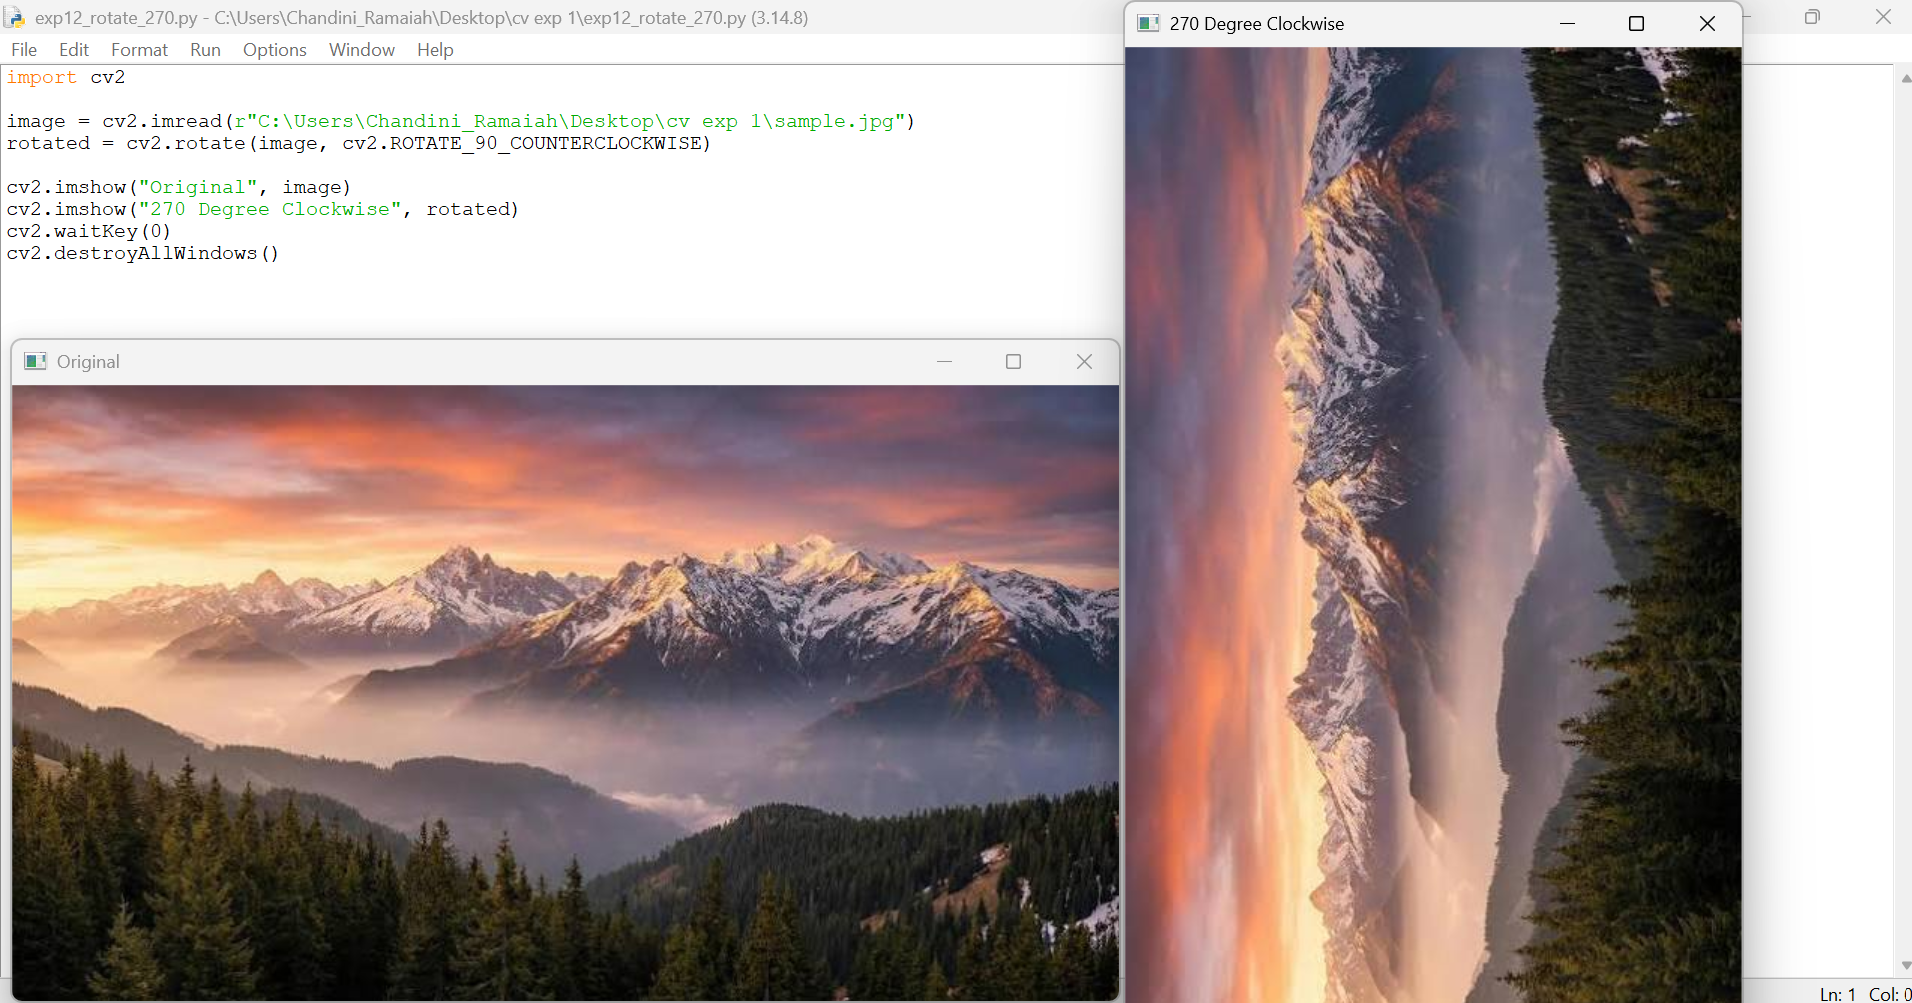 exp12_rotate_270.py - C:\Users\Chandini_Ramaiah\Desktop\cv exp 1\exp12_rotate_270.py (3.14.8)
File Edit Format Run Options Window Help
import cv2
image = cv2.imread(r"C:\Users\Chandini_Ramaiah\Desktop\cv exp 1\sample.jpg")
rotated = cv2.rotate(image, cv2.ROTATE_90_COUNTERCLOCKWISE)
cv2.imshow("Original", image)
cv2.imshow("270 Degree Clockwise", rotated)
cv2.waitKey(0)
cv2.destroyAllWindows()
Original
270 Degree Clockwise
Ln: 1 Col: 0